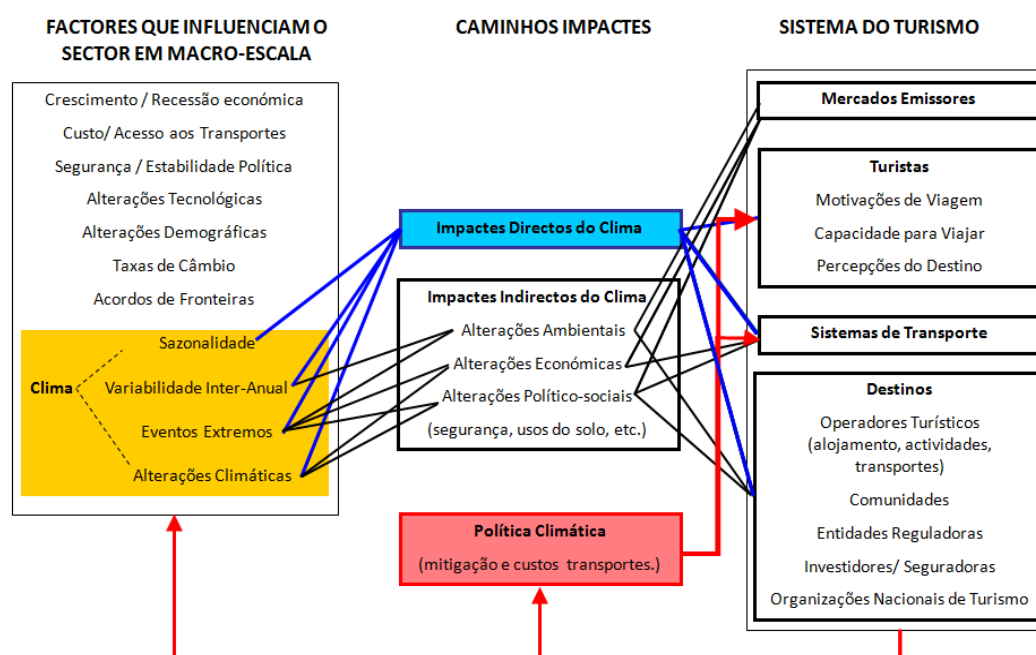 FACTORES QUE INFLUENCIAM O
SECTOR EM MACRO-ESCALA
Crescimento / Recessão económica
Custo/ Acesso aos Transportes
Segurança / Estabilidade Política
Alterações Tecnológicas
Alterações Demográficas
Taxas de Câmbio
Acordos de Fronteiras
Sazonalidade
Clima
Variabilidade Inter-Anual
Eventos Extremos
Alterações Climáticas
CAMINHOS IMPACTES
Impactes Directos do Clima
Impactes Indirectos do Clima
Alterações Ambientais
Alterações Económicas
Alterações Político-sociais
(segurança, usos do solo, etc.)
Política Climática
(mitigação e custos transportes.)
SISTEMA DO TURISMO
Mercados Emissores
Turistas
Motivações de Viagem
Capacidade para Viajar
Percepções do Destino
Sistemas de Transporte
Destinos
Operadores Turísticos
(alojamento, actividades,
transportes)
Comunidades
Entidades Reguladoras
Investidores/ Seguradoras
Organizações Nacionais de Turismo